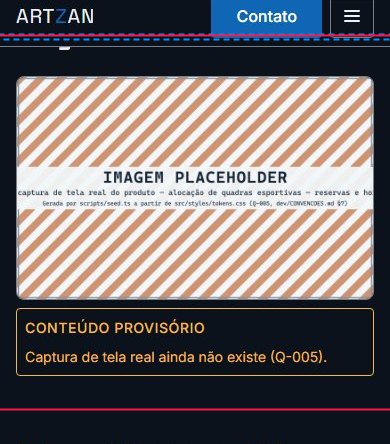 ARTZAN
Contato
IMAGEM PLACEHOLDER
captura de tela real do produto — alocação de quadras esportivas — reservas e ho
Gerada por scripts/seed.ts a partir de src/styles/tokens.css (Q-005, dev/CONVENCOES.md §7)
CONTEÚDO PROVISÓRIO
Captura de tela real ainda não existe (Q-005).